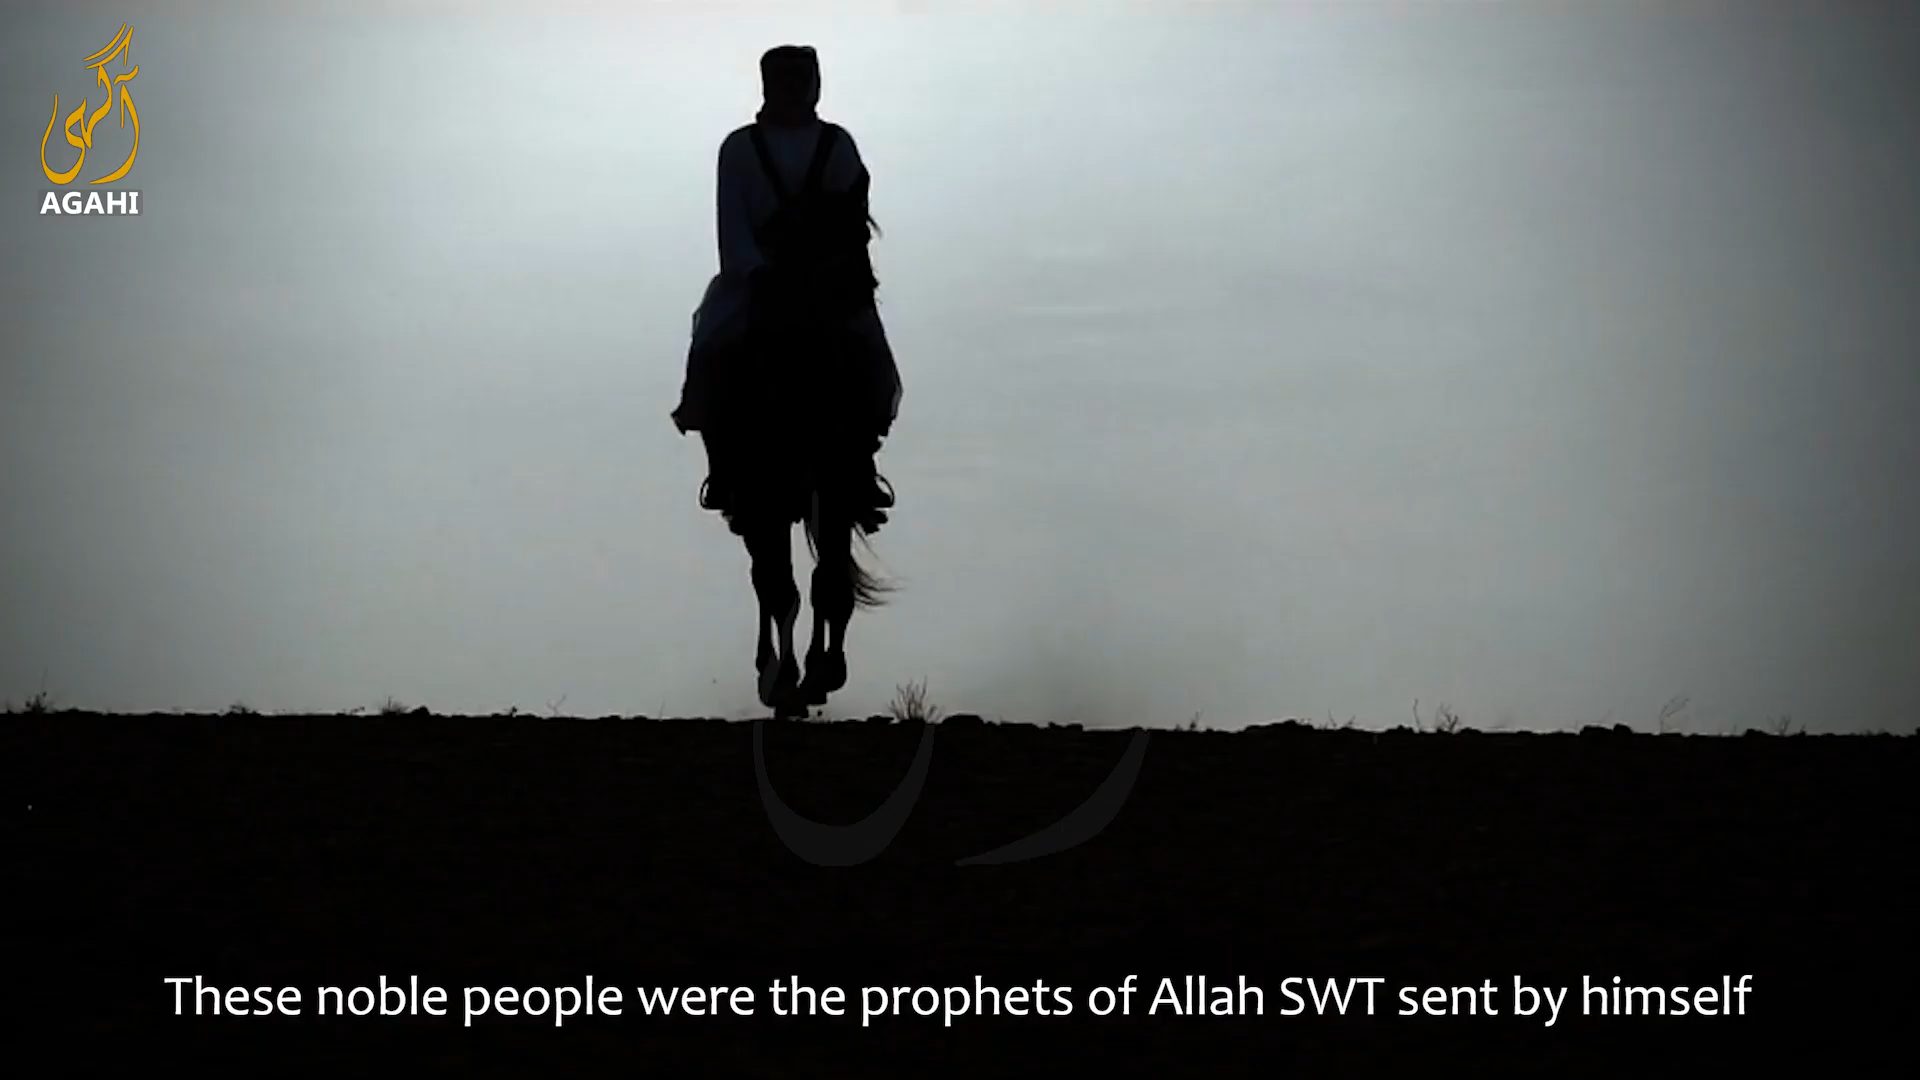 آگہی
AGAHI
These noble people were the prophets of Allah SWT sent by himself